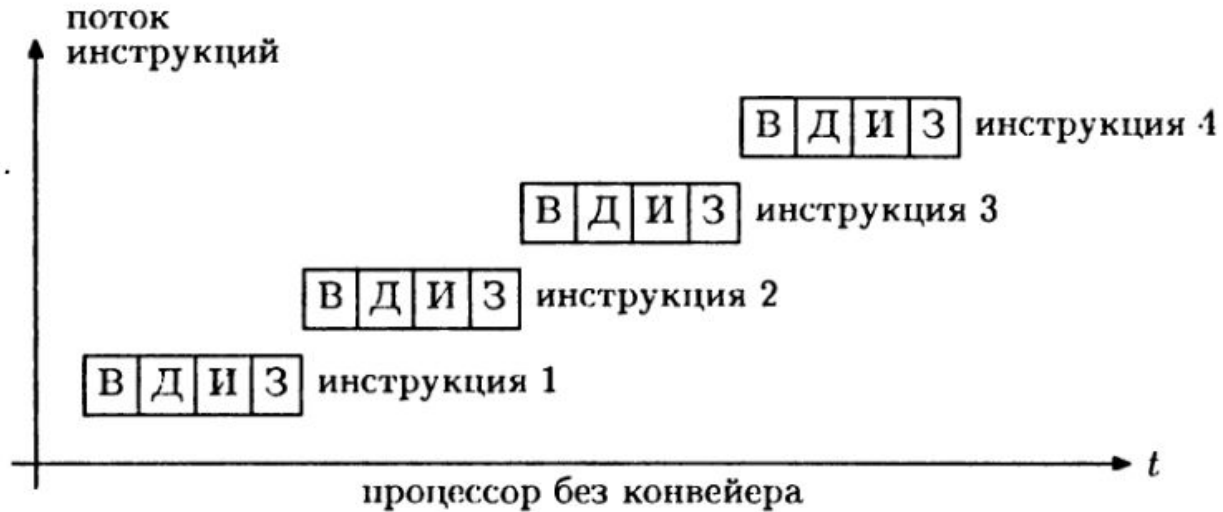 поток
инструкций
В Д И З инструкция 4
В Д И З инструкция 3
В Д И З инструкция 2
В Д И З инструкция 1
t
процессор без конвейера